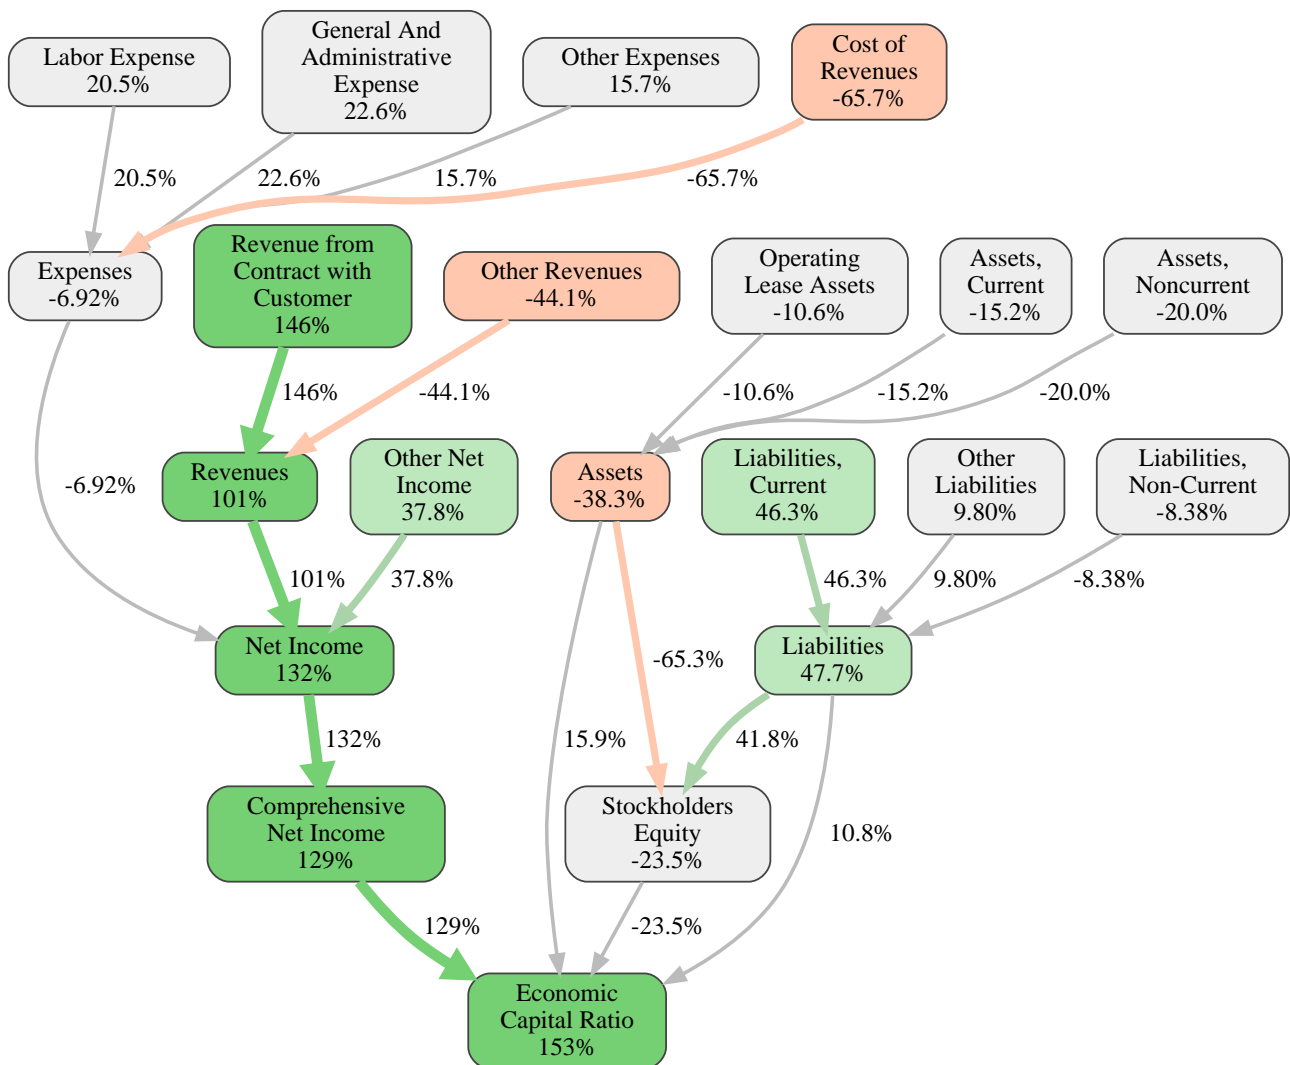 Labor Expense
20.5%
General And
Administrative
Expense
22.6%
Other Expenses
15.7%
Cost of
Revenues
-65.7%
20.5%
22.6%
15.7%
-65.7%
Expenses
-6.92%
Revenue from
Contract with
Customer
146%
Other Revenues
-44.1%
Operating
Lease Assets
-10.6%
Assets,
Current
-15.2%
Assets,
Noncurrent
-20.0%
146%
-44.1%
-10.6%
-15.2%
-20.0%
-6.92%
Revenues
101%
Other Net
Income
37.8%
Assets
-38.3%
Liabilities,
Current
46.3%
Other
Liabilities
9.80%
Liabilities,
Non-Current
-8.38%
101%
37.8%
46.3%
9.80%
-8.38%
Net Income
132%
-65.3%
Liabilities
47.7%
132%
15.9%
41.8%
Comprehensive
Net Income
129%
Stockholders
Equity
-23.5%
10.8%
129%
-23.5%
Economic
Capital Ratio
153%